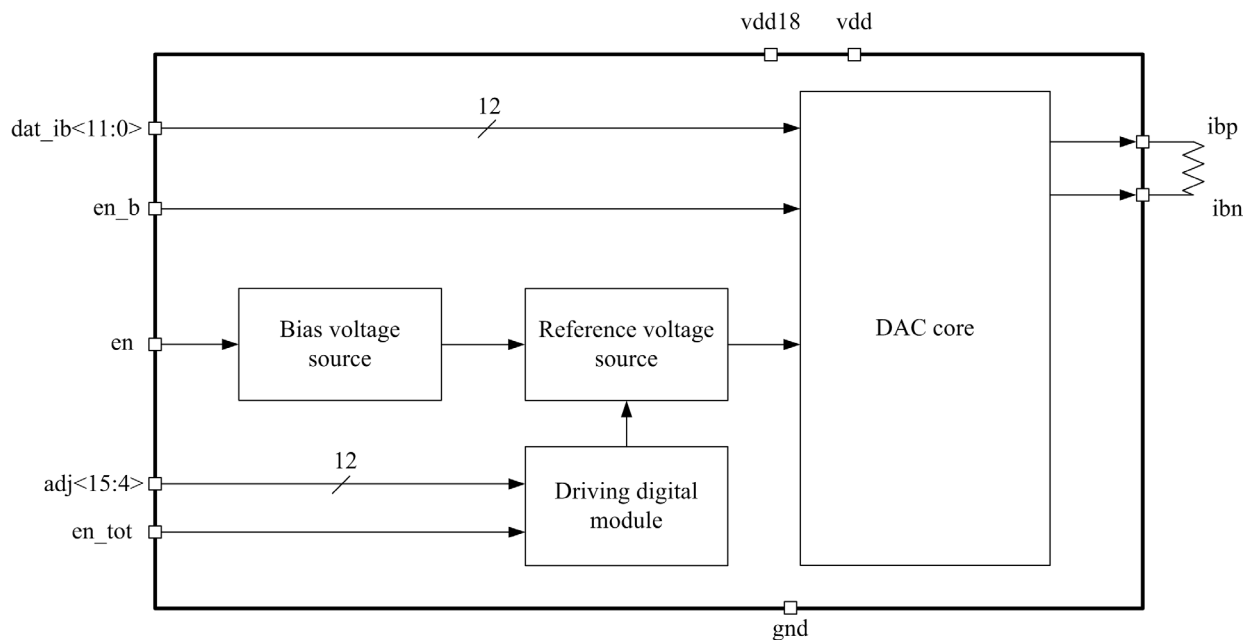 vdd18
vdd
12
dat_ib<11:0>
ibp
en_b
ibn
Bias voltage
source
Reference voltage
source
DAC core
en
12
adj<15:4>
Driving digital
module
en_tot
gnd